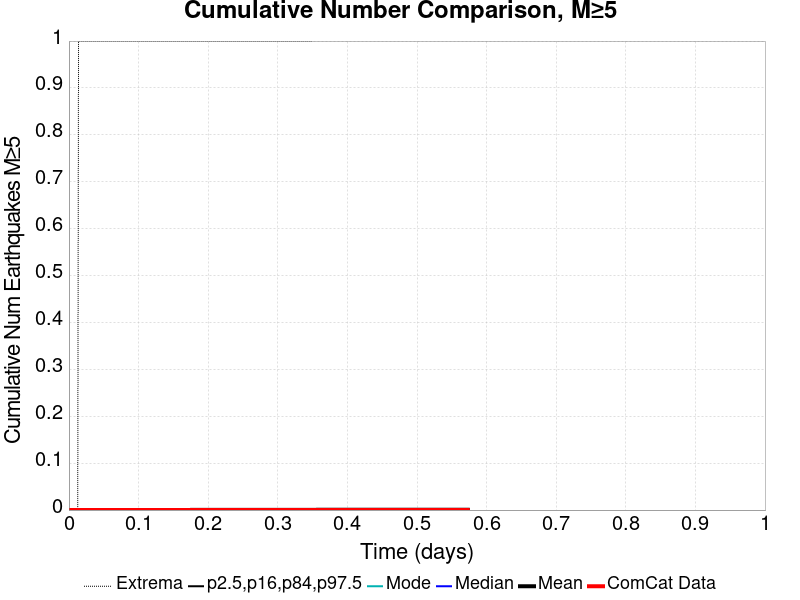 Cumulative Number Comparison, M≥5
Cumulative Num Earthquakes M≥5
1
0.9
0.8
0.7
0.6
0.5
0.4
0.3
0.2
0.1
0
0 0.1 0.2 0.3 0.4 0.5 0.6 0.7 0.8 0.9 1
Time (days)
Extrema p2.5,p16,p84,p97.5 Mode Median Mean ComCat Data